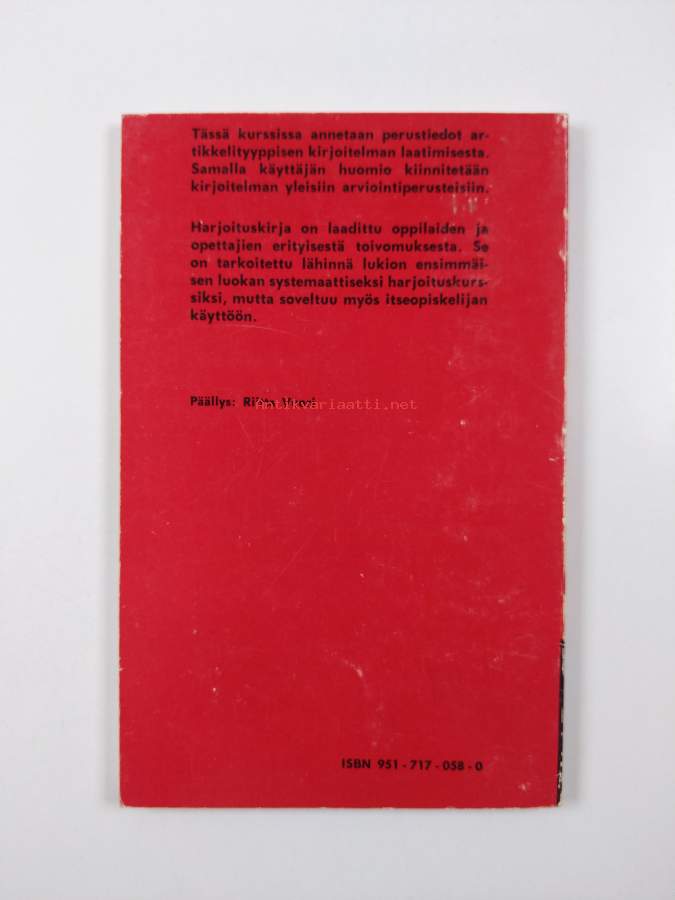 Tässä kurssissa annetaan perustiedot ar-
tikkelityyppisen kirjoitelman laatimisesta.
Samalla käyttäjän huomio kiinnitetään
kirjoitelman yleisiin arviointiperusteisiin.
Harjoituskirja on laadittu oppilaiden ja
opettajien erityisestä toivomuksesta. Se
on tarkoitettu lähinnä lukion ensimmäi-
sen luokan systemaattiseksi harjoituskurs-
siksi, mutta soveltuu myös itseopiskelijan
käyttöön.
Päällys:
Antikvariaatti.net
ISBN 951 - 717 - 058 - 0